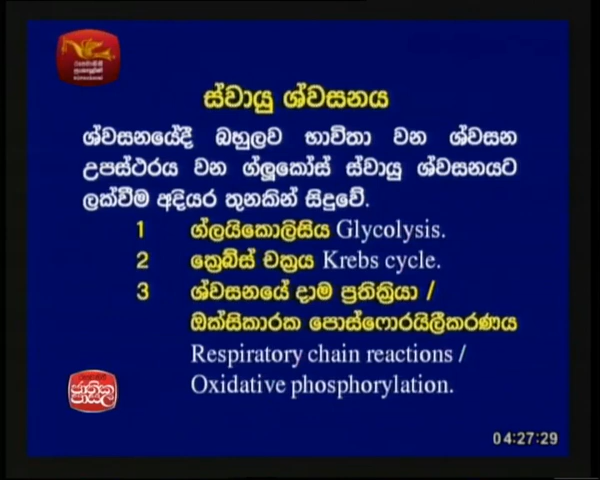 ස්වායු ශ්වසනය
ශ්වසනයේදී බහුලව භාවිතා වන ශ්වසන
උපස්ථරය වන ග්ලූකෝස් ස්වායු ශ්වසනයට
ලක්වීම අදියර තුනකින් සිදුවේ.
1 ග්ලයිකොලිසිය Glycolysis.
2 ක්‍රෙබ්ස් චක්‍රය Krebs cycle.
3 ශ්වසනයේ දාම ප්‍රතික්‍රියා /
ඔක්සිකාරක පොස්ෆොරයිලීකරණය
Respiratory chain reactions /
Oxidative phosphorylation.
ජාතික
පාසල
04:27:29